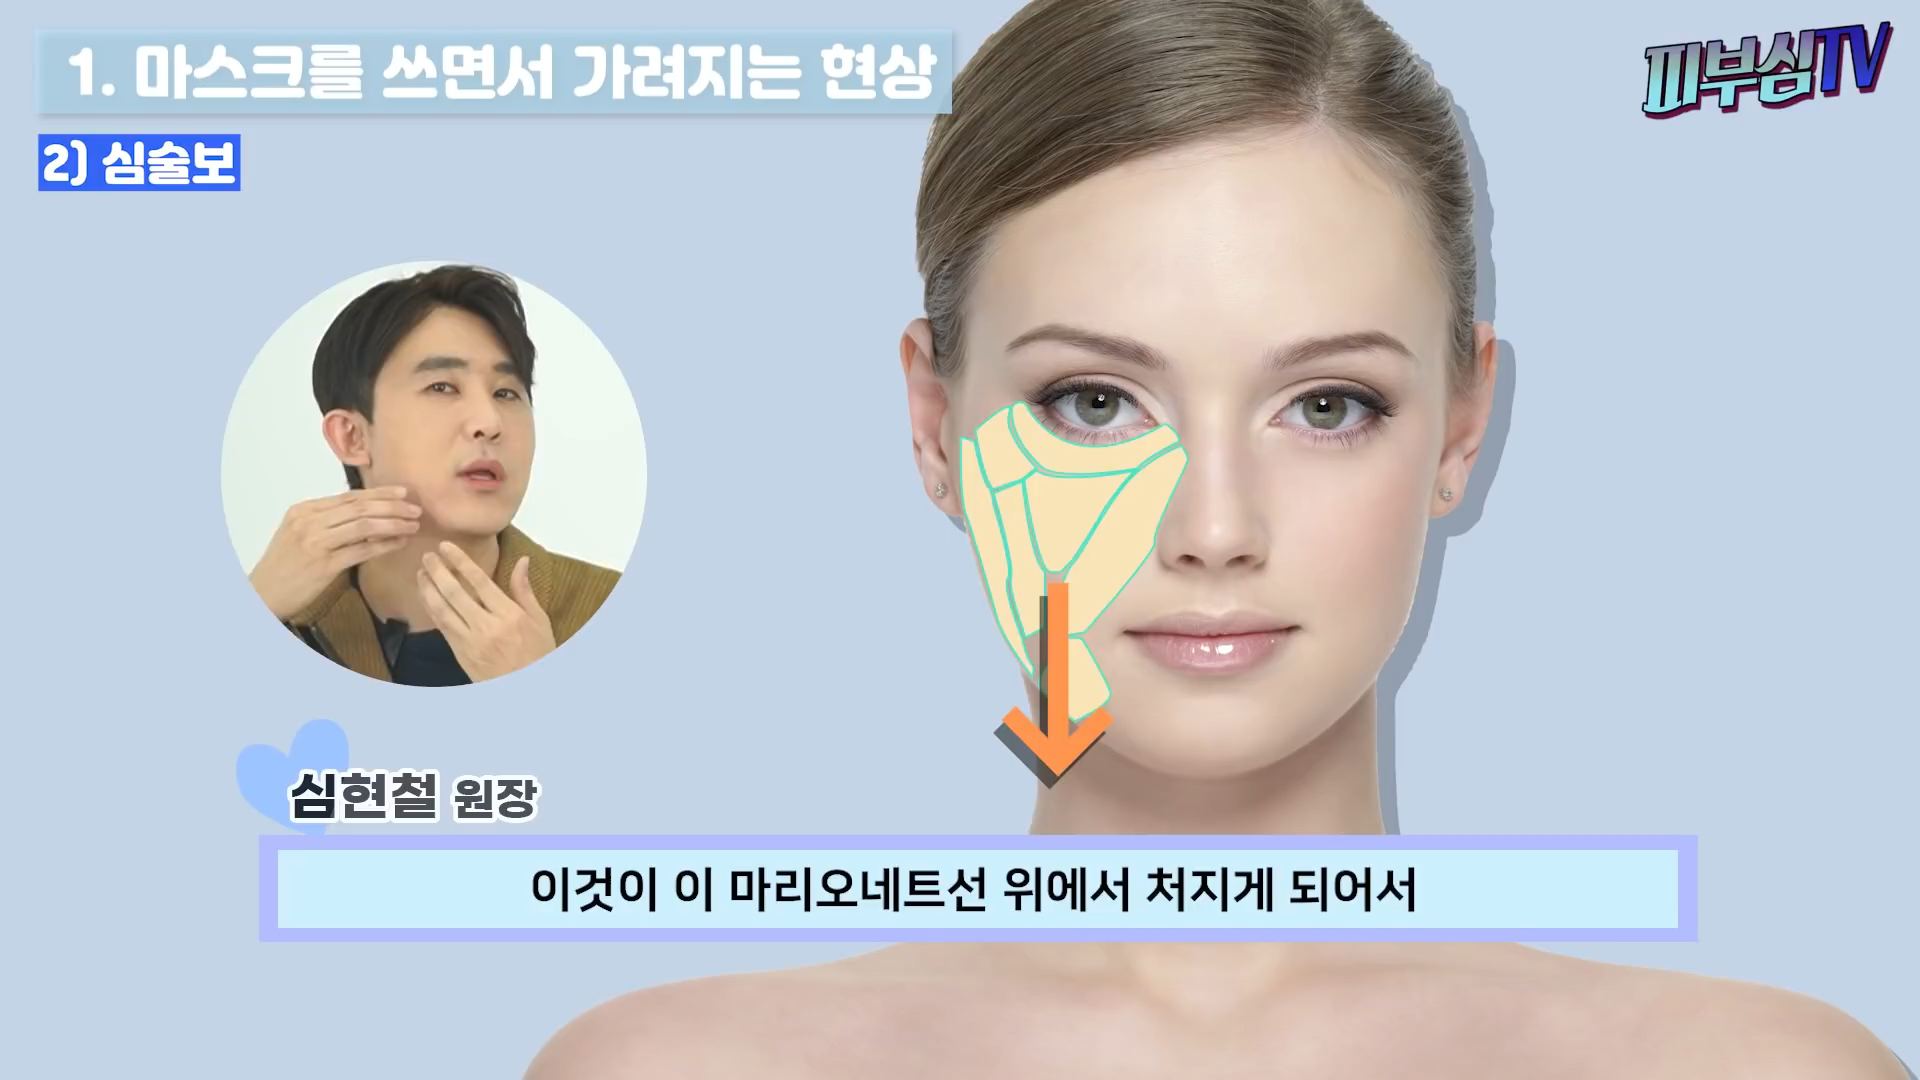 1. 마스크를 쓰면서 가려지는 현상
피부심TV
2) 심술보
심현철 원장
이것이 이 마리오네트선 위에서 처지게 되어서